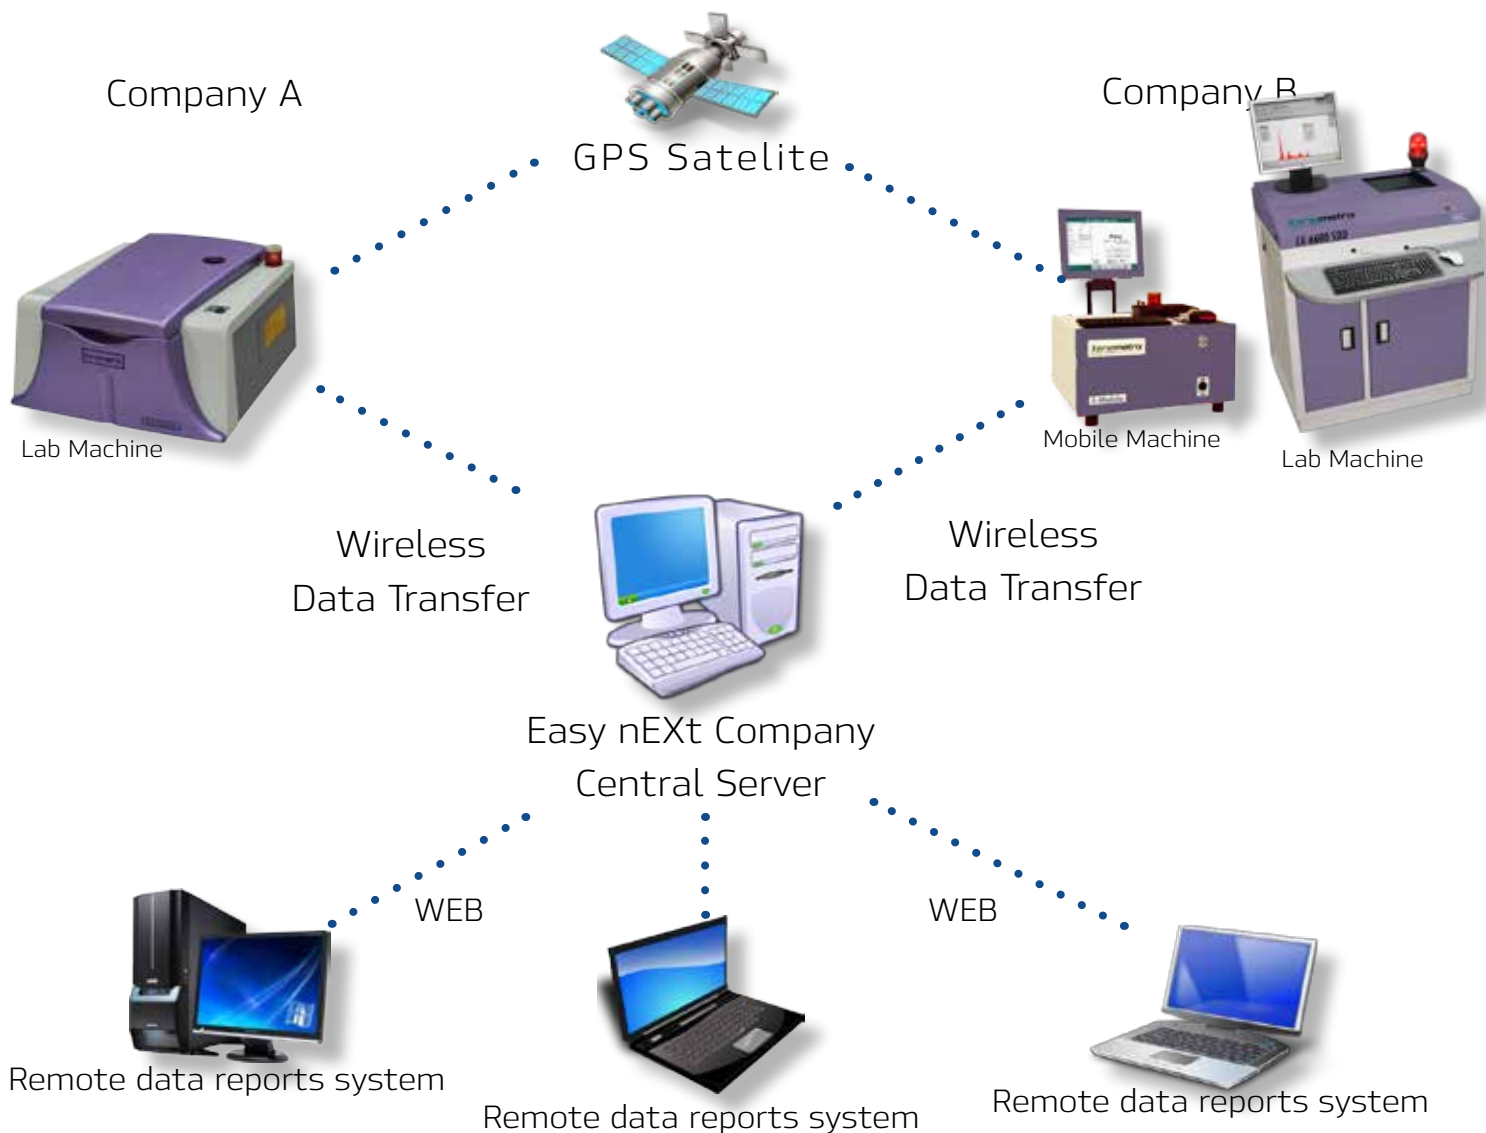 Company A
Company B
GPS Satelite
xenemetrix
Lab Machine
Mobile Machine
Lab Machine
Wireless
Data Transfer
Wireless
Data Transfer
Easy nEXt Company
Central Server
WEB
WEB
Remote data reports system
Remote data reports system
Remote data reports system